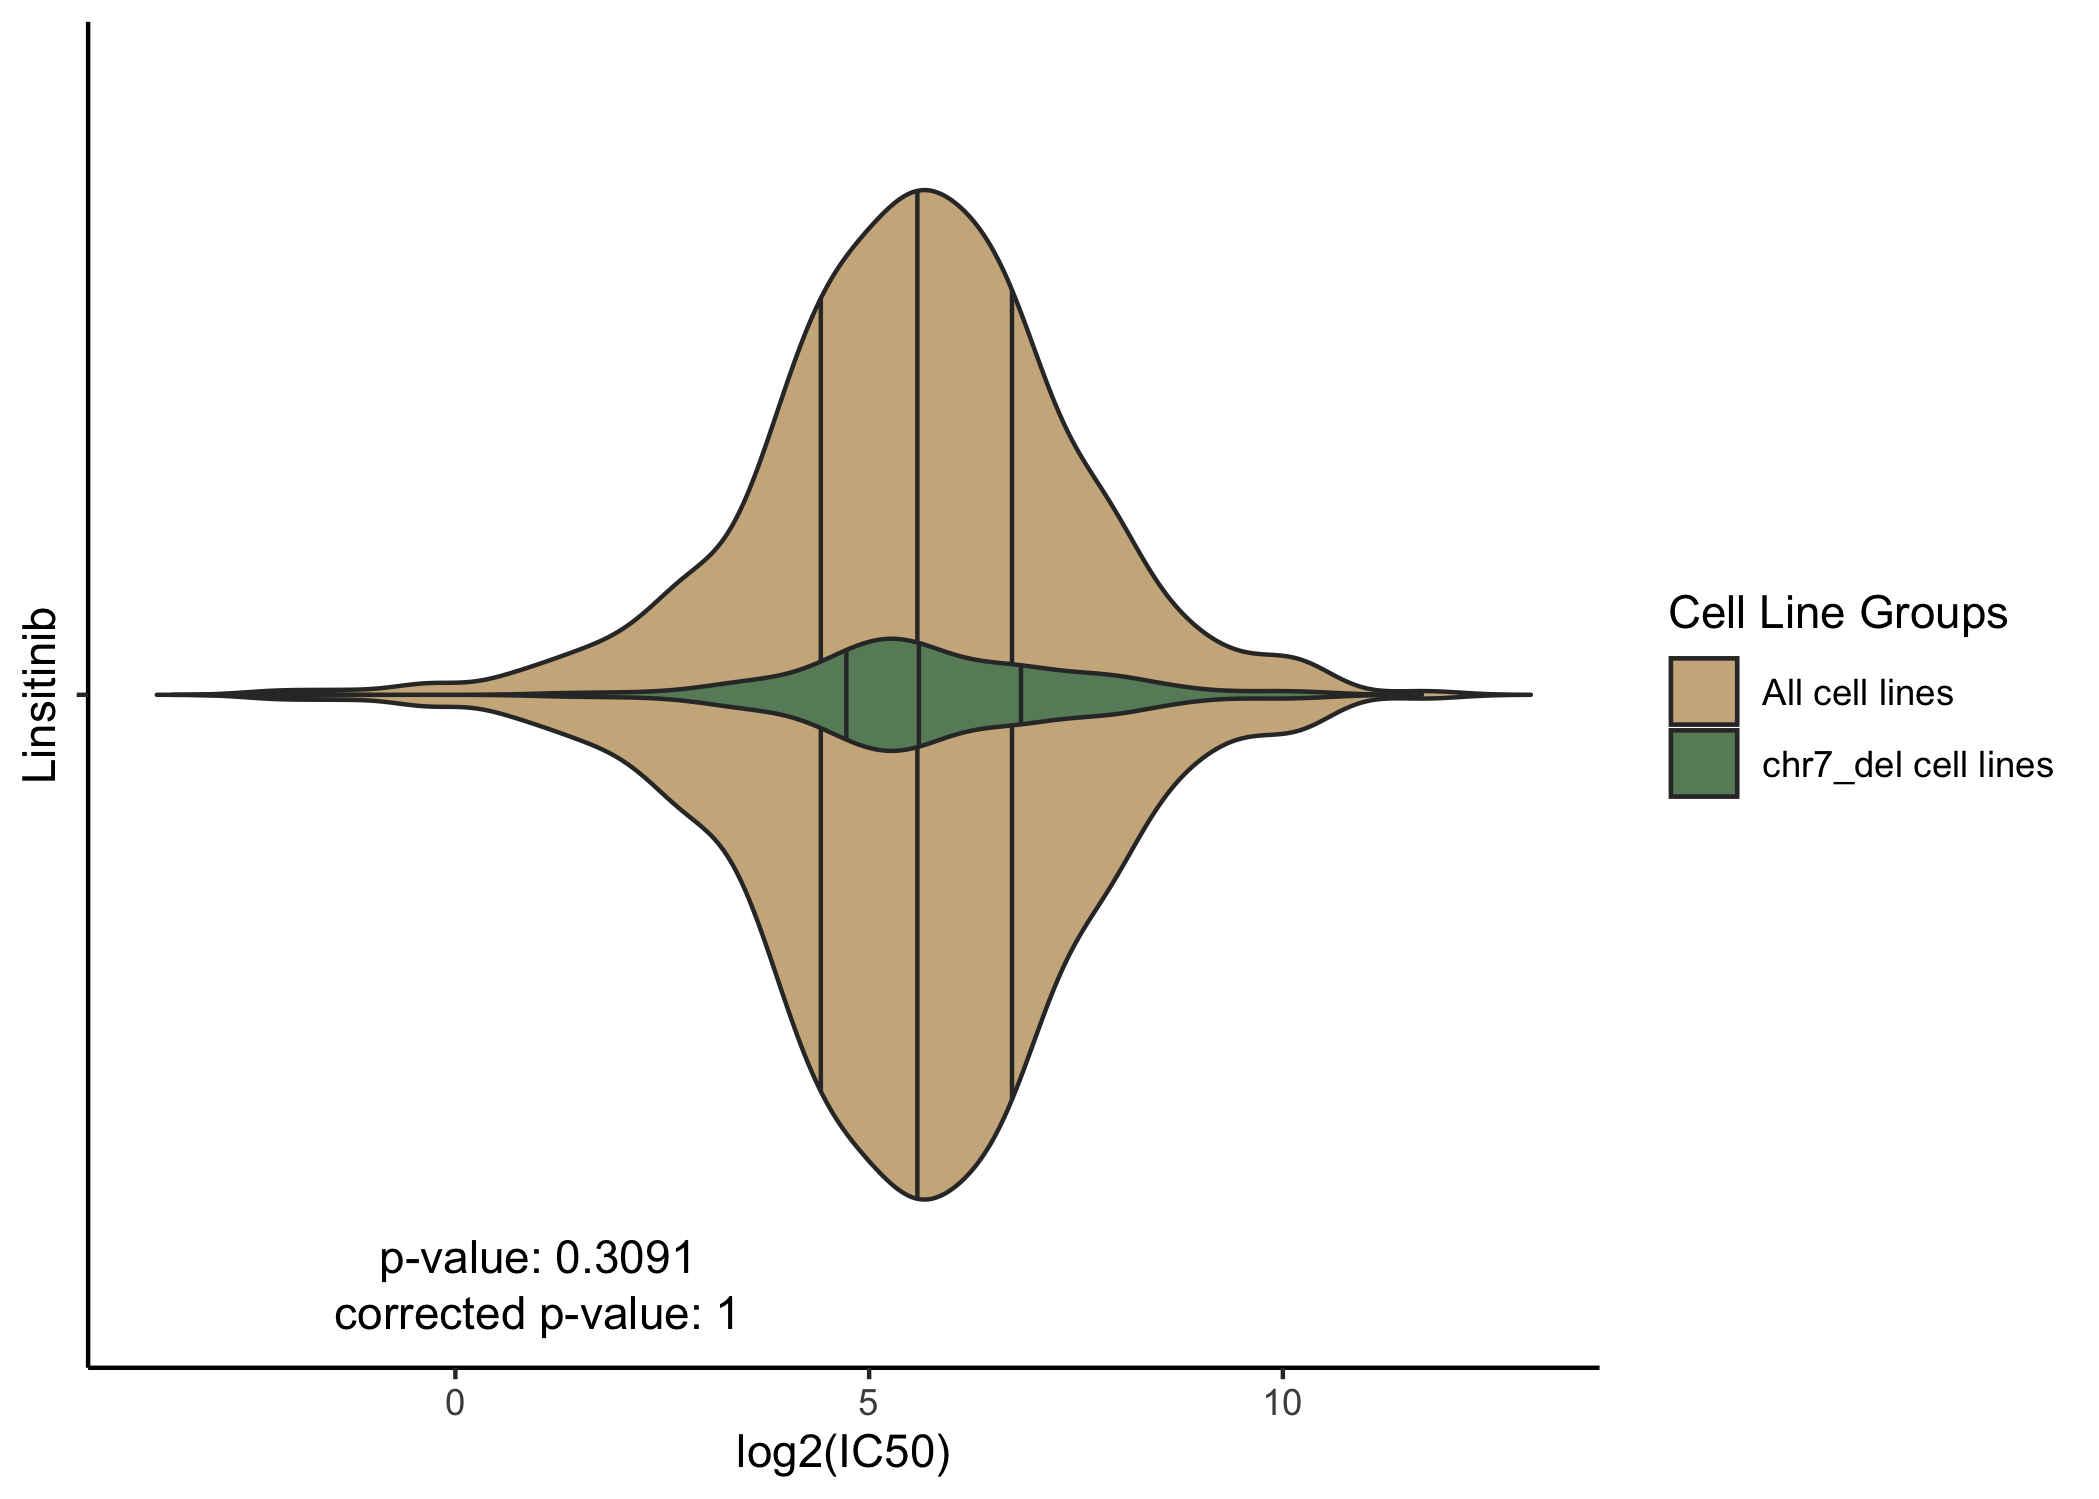 Linsitinib
p-value: 0.3091
corrected p-value: 1
0
5
10
log2(IC50)
Cell Line Groups
All cell lines
chr7_del cell lines